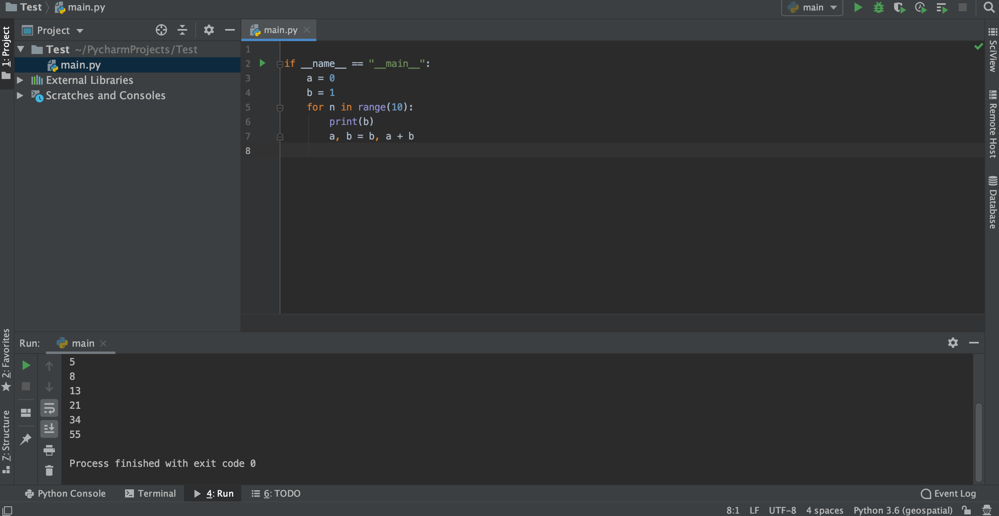 Test main.py main
1: Project
Project
main.py
Test ~/PycharmProjects/Test
main.py
External Libraries
Scratches and Consoles
1
2 if __name__ == "__main__":
3 a = 0
4 b = 1
5 for n in range(10):
6 print(b)
7 a, b = b, a + b
8
SciView
Remote Host
Database
2: Favorites
7: Structure
Run: main
5
8
13
21
34
55
Process finished with exit code 0
Python Console Terminal 4: Run 6: TODO Event Log
8:1 LF UTF-8 4 spaces Python 3.6 (geospatial)